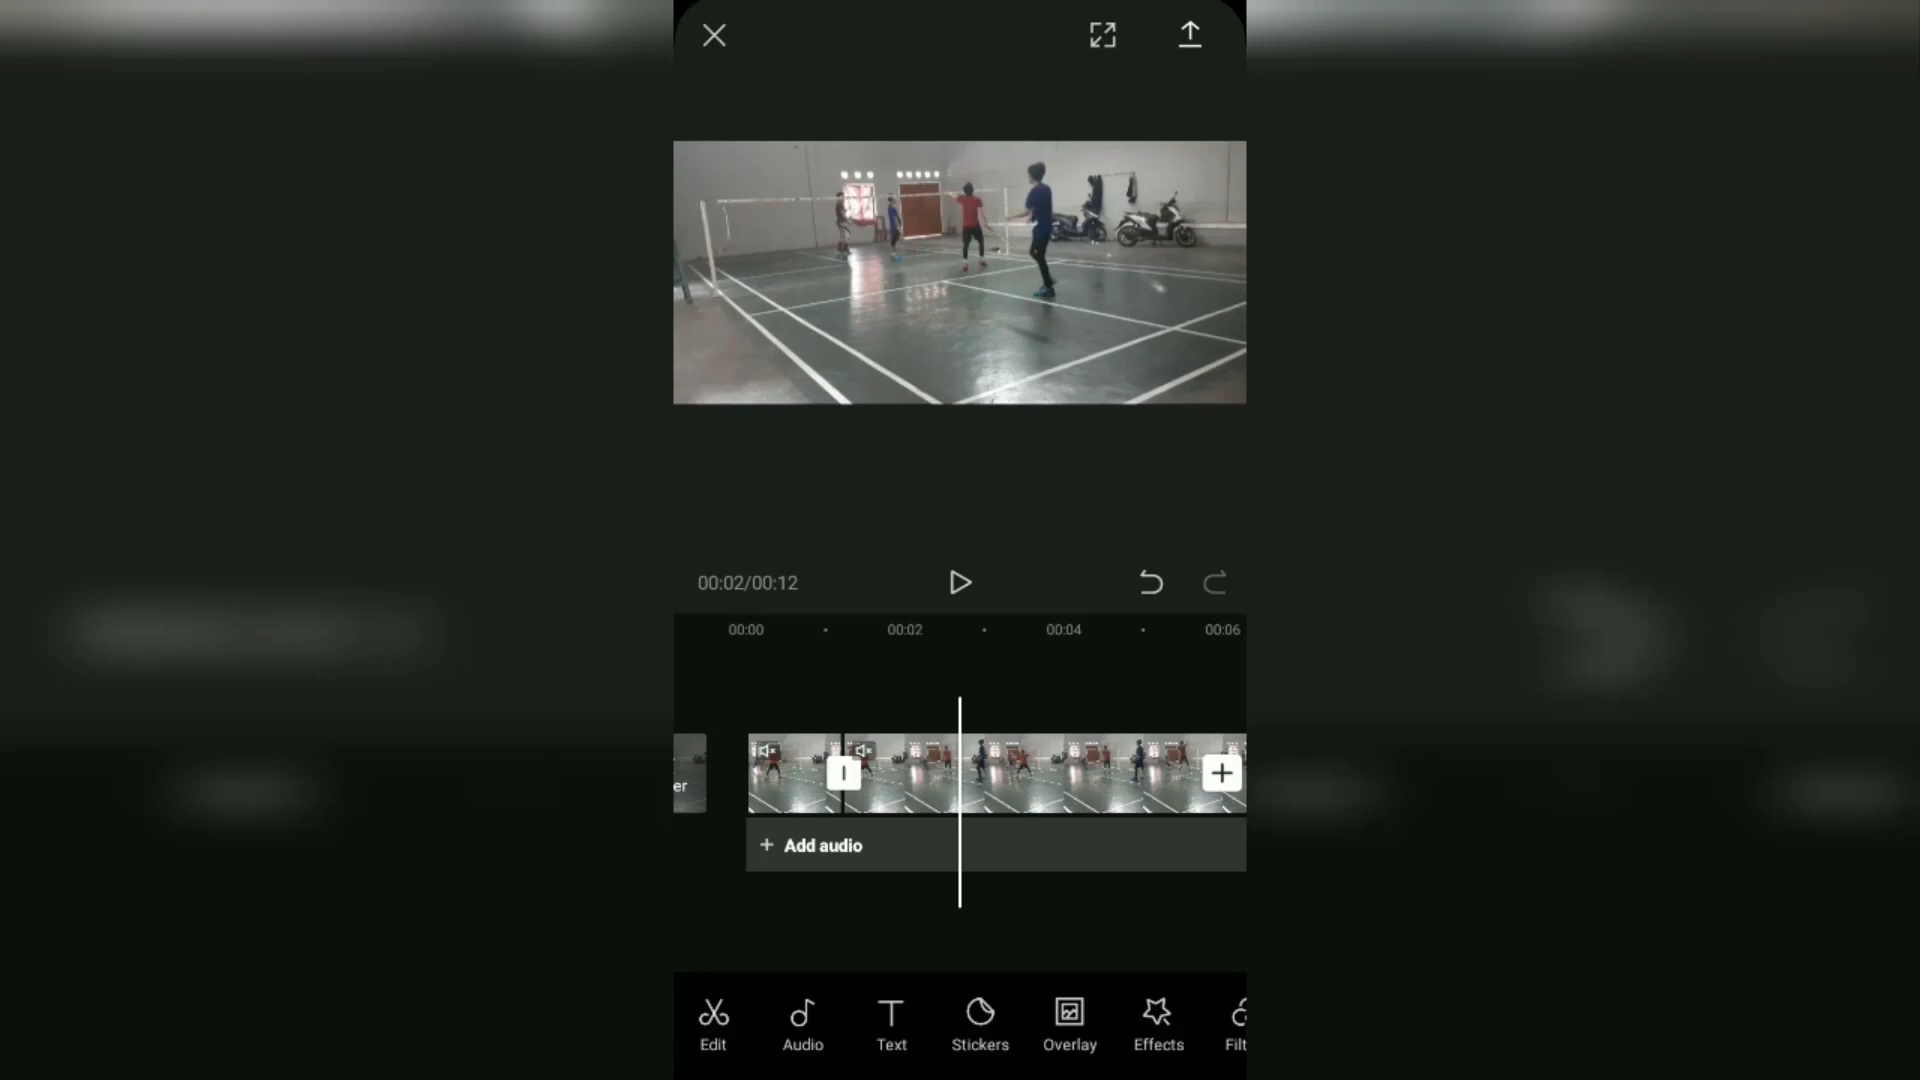 00:02/00:12
00:00 00:02 00:04 00:06
er
+ Add audio
Edit Audio Text Stickers Overlay Effects Filt